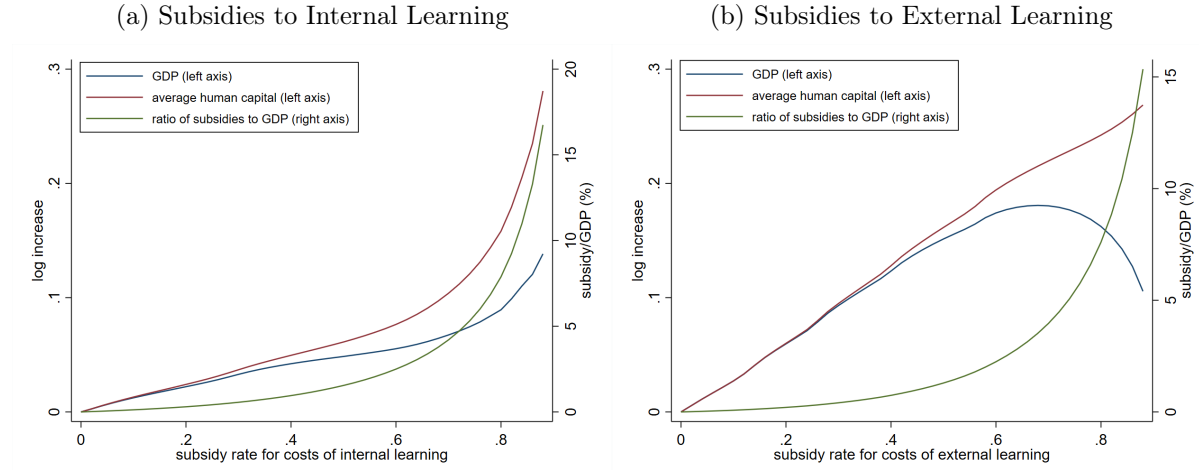 (a) Subsidies to Internal Learning
GDP (left axis)
average human capital (left axis)
ratio of subsidies to GDP (right axis)
log increase
0
.1
.2
.3
subsidy/GDP (%)
0
5
10
15
20
0
.2
.4
.6
.8
subsidy rate for costs of internal learning
(b) Subsidies to External Learning
GDP (left axis)
average human capital (left axis)
ratio of subsidies to GDP (right axis)
log increase
0
.1
.2
.3
subsidy/GDP (%)
0
5
10
15
0
.2
.4
.6
.8
subsidy rate for costs of external learning